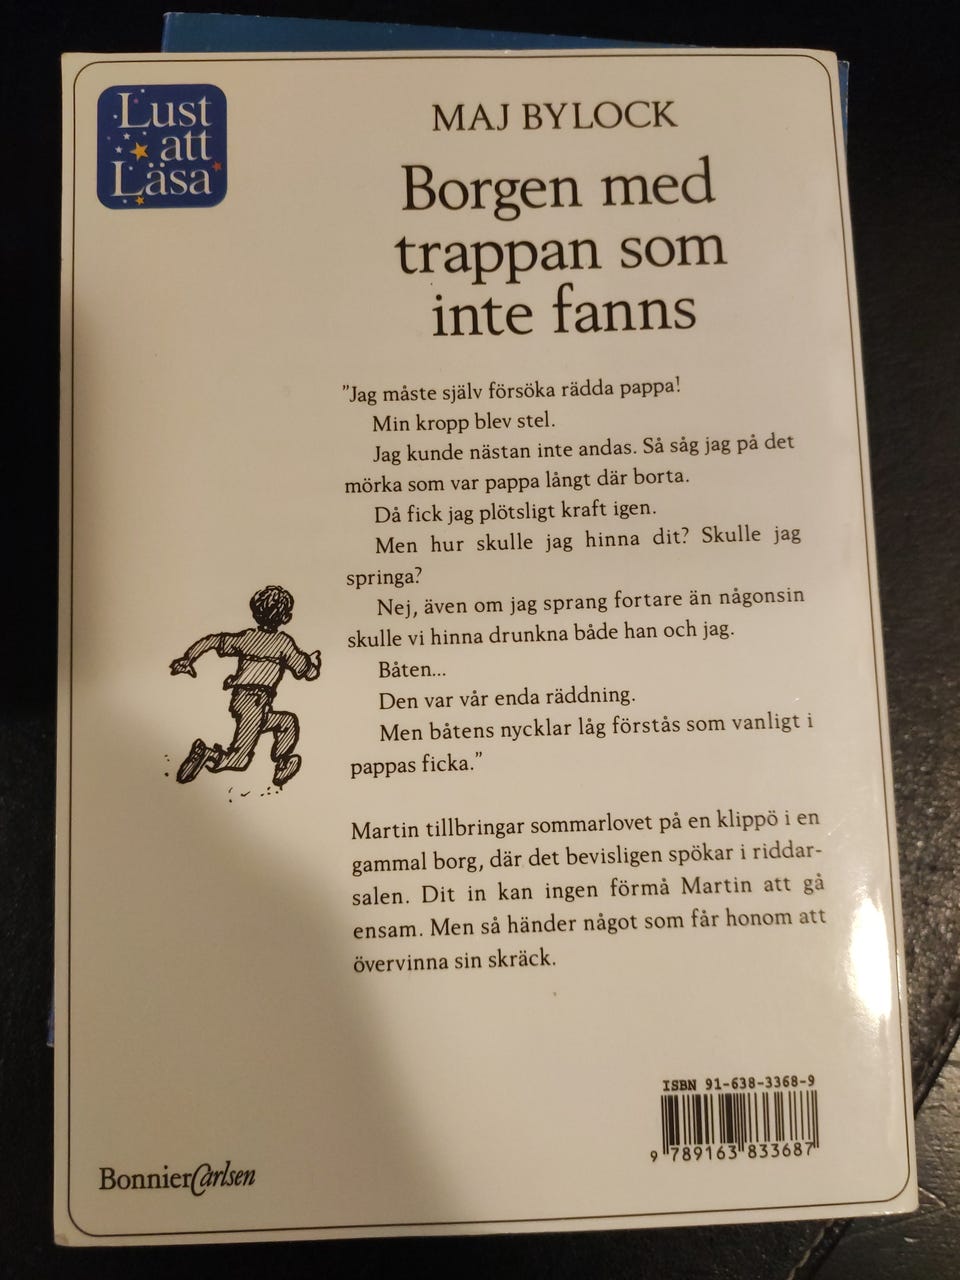 Lust
att
Läsa
MAJ BYLOCK
Borgen med
trappan som
inte fanns
"Jag måste själv försöka rädda pappa!
Min kropp blev stel.
Jag kunde nästan inte andas. Så såg jag på det
mörka som var pappa långt där borta.
Då fick jag plötsligt kraft igen.
Men hur skulle jag hinna dit? Skulle jag
springa?
Nej, även om jag sprang fortare än någonsin
skulle vi hinna drunkna både han och jag.
Båten...
Den var vår enda räddning.
Men båtens nycklar låg förstås som vanligt i
pappas ficka."
Martin tillbringar sommarlovet på en klippö i en
gammal borg, där det bevisligen spökar i riddar-
salen. Dit in kan ingen förmå Martin att gå
ensam. Men så händer något som får honom att
övervinna sin skräck.
ISBN 91-638-3368-9
9 789163 833687
BonnierCarlsen